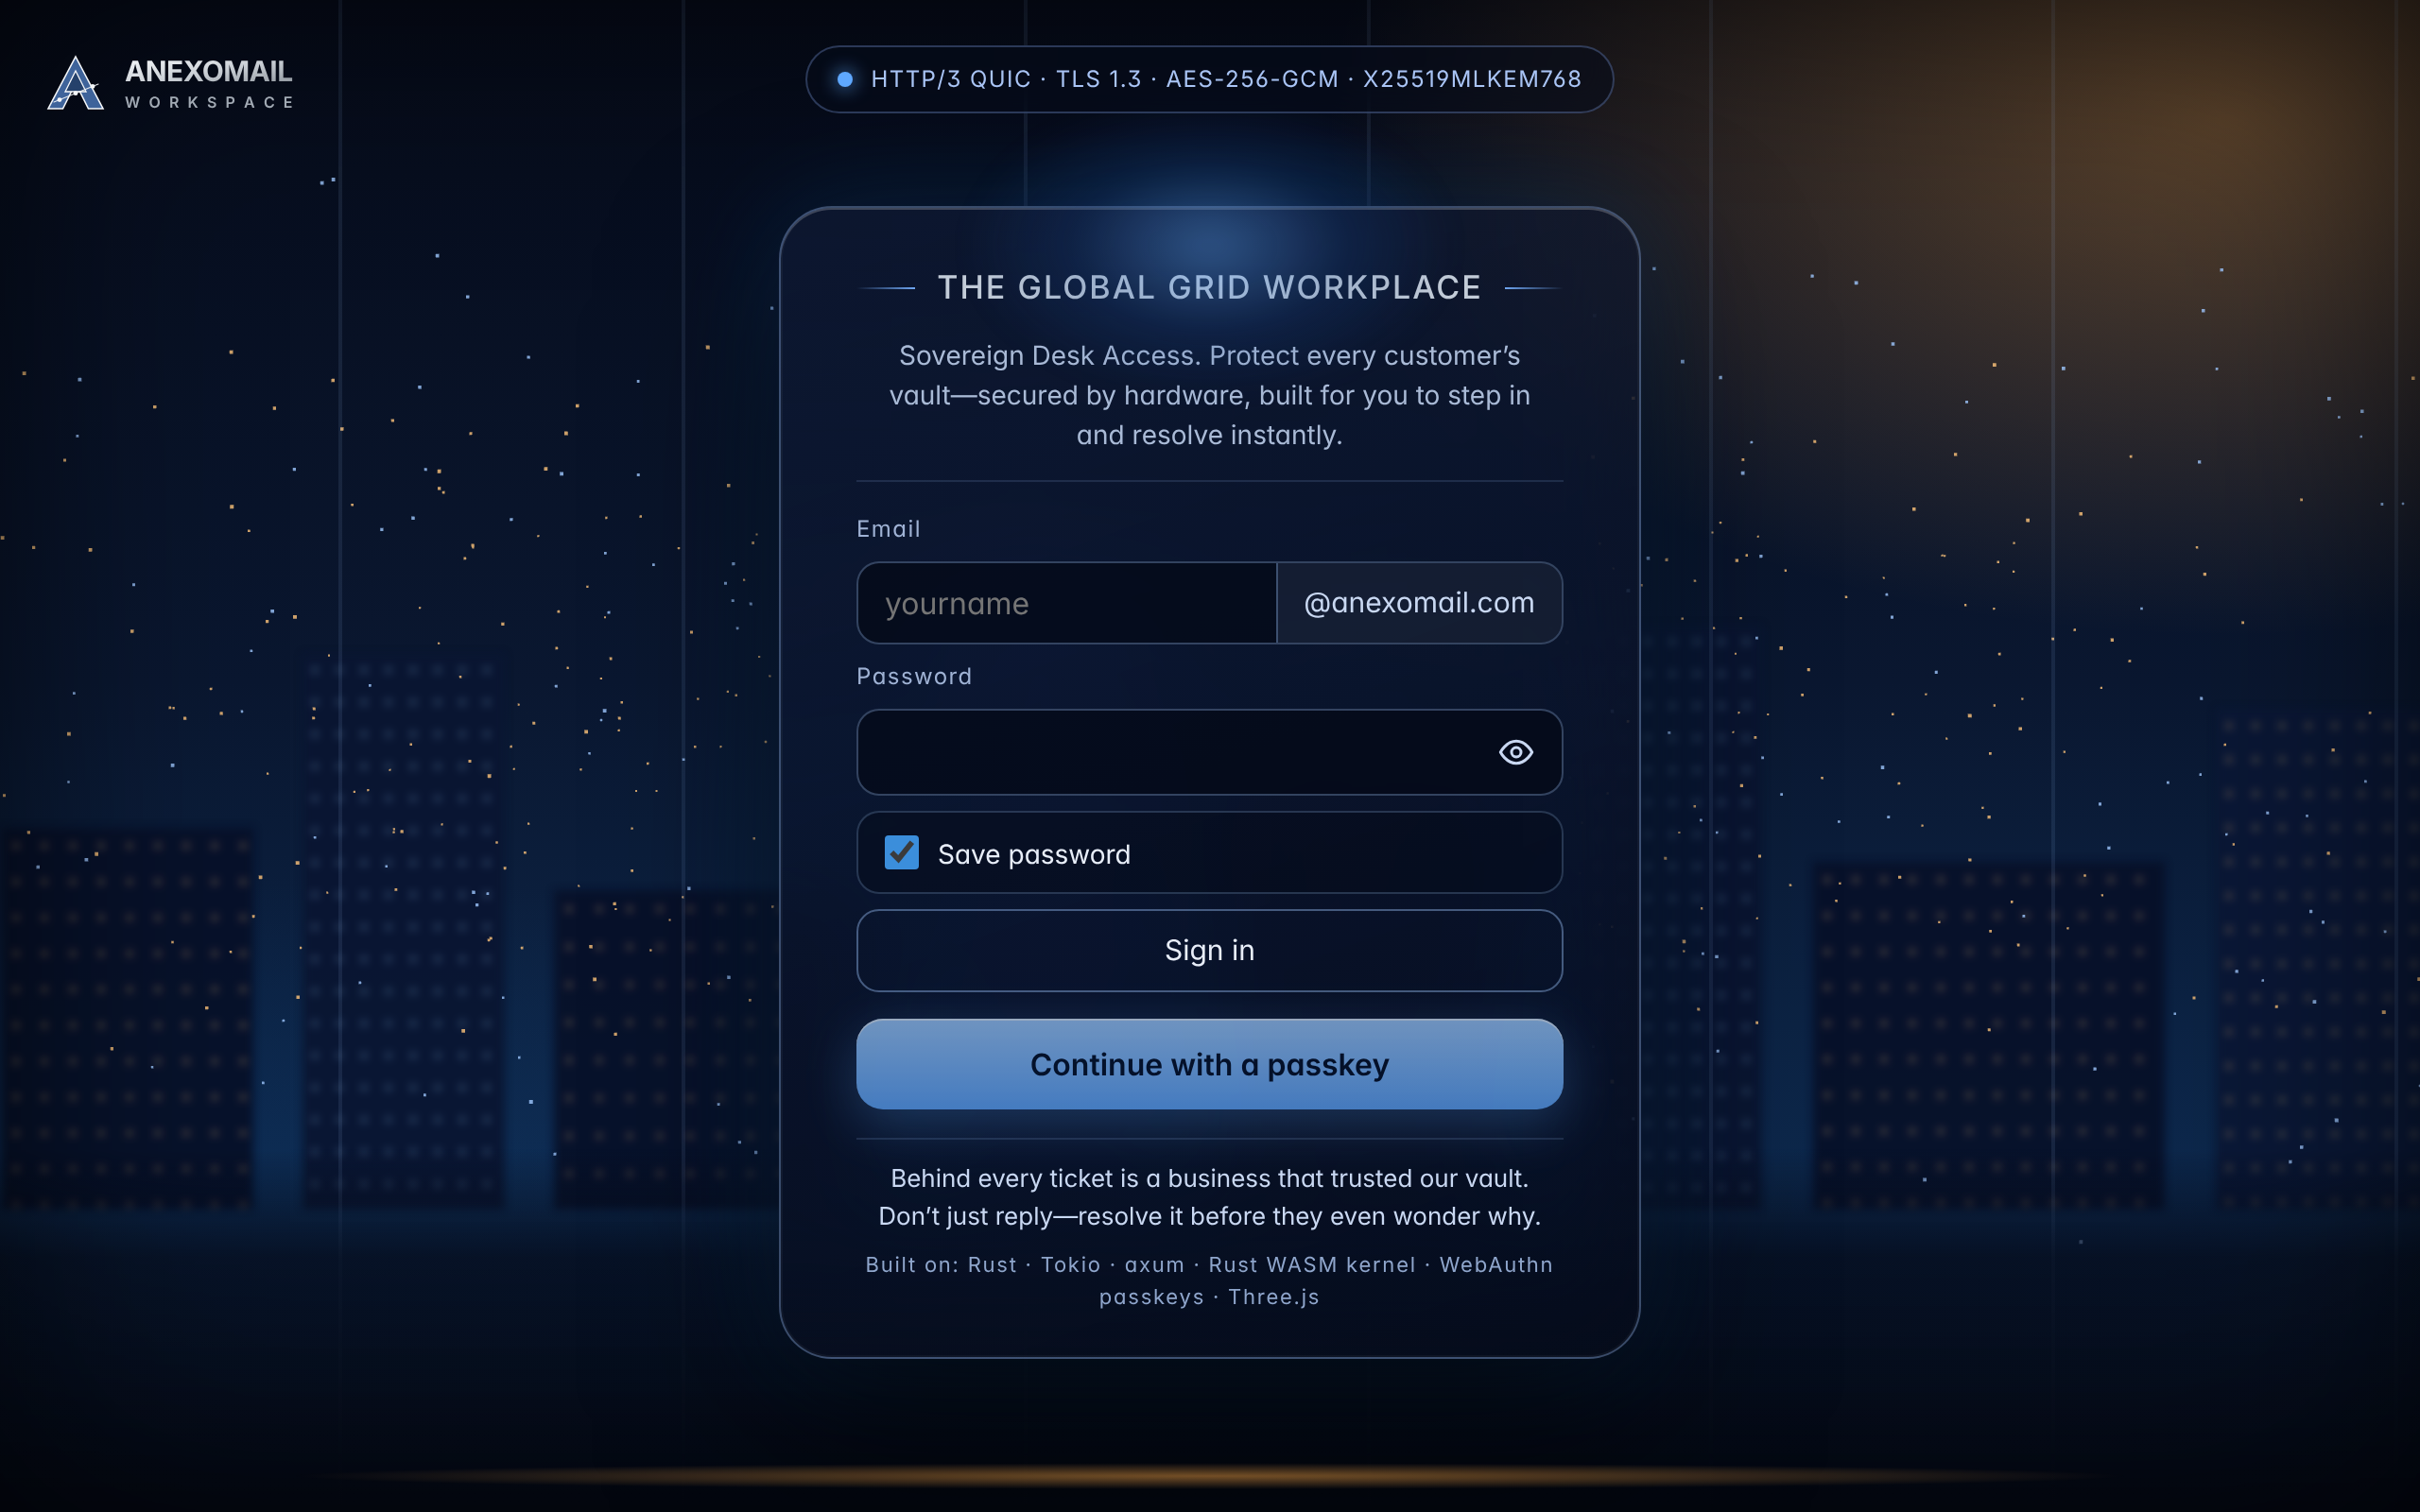 ANEXOMAIL
WORKSPACE
HTTP/3 QUIC · TLS 1.3 · AES-256-GCM · X25519MLKEM768
THE GLOBAL GRID WORKPLACE
Sovereign Desk Access. Protect every customer’s
vault—secured by hardware, built for you to step in
and resolve instantly.
Email
yourname
@anexomail.com
Password
Save password
Sign in
Continue with a passkey
Behind every ticket is a business that trusted our vault.
Don’t just reply—resolve it before they even wonder why.
Built on: Rust · Tokio · axum · Rust WASM kernel · WebAuthn
passkeys · Three.js